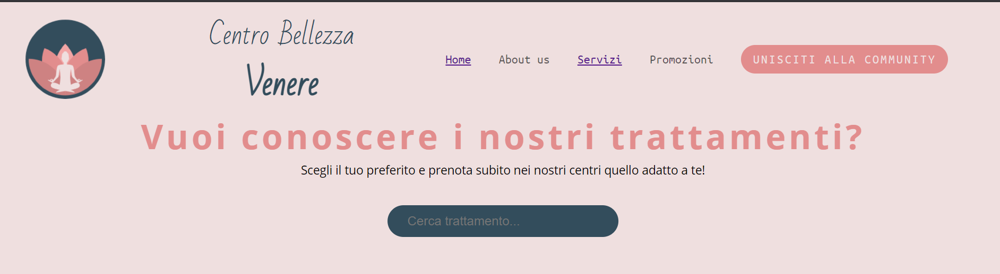 Centro Bellezza
Venere
Home About us Servizi Promozioni UNISCITI ALLA COMMUNITY
Vuoi conoscere i nostri trattamenti?
Scegli il tuo preferito e prenota subito nei nostri centri quello adatto a te!
Cerca trattamento...